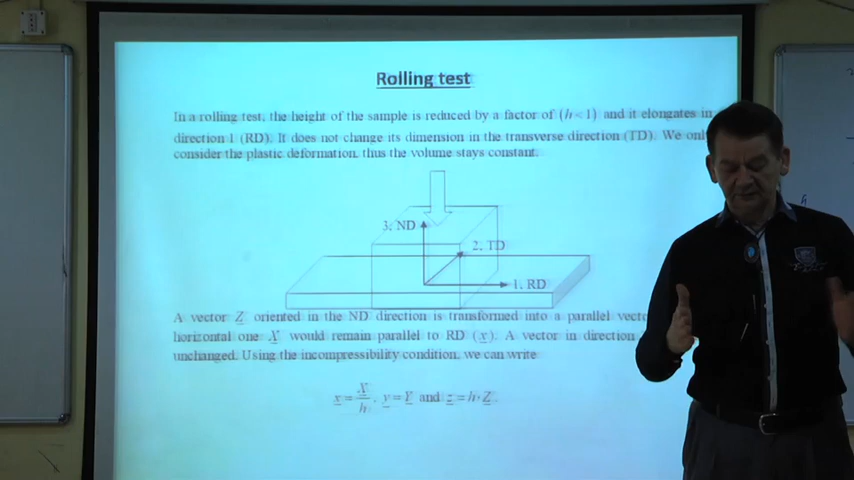 Rolling test
In a rolling test, the height of the sample is reduced by a factor of (h<1) and it elongates in
direction 1 (RD). It does not change its dimension in the transverse direction (TD). We only
consider the plastic deformation, thus the volume stays constant.
3, ND
2, TD
1, RD
A vector Z oriented in the ND direction is transformed into a parallel
horizontal one X would remain parallel to RD (x). A vector in direction
unchanged. Using the incompressibility condition, we can write
x = X/h, y = Y and z = h·Z.